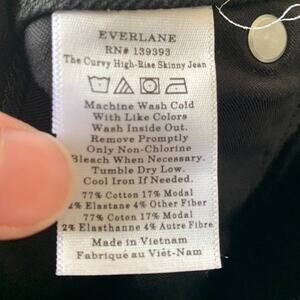 EVERLANE
RN# 139393
The Curvy High-Rise Skinny Jean
Machine Wash Cold
With Like Colors
Wash Inside Out.
Remove Promptly
Only Non-Chlorine
Bleach When Necessary.
Tumble Dry Low.
Cool Iron If Needed.
77% Cotton 17% Modal
2% Elastane 4% Other Fiber
77% Coton 17% Modal
2% Elasthanne 4% Autre Fibre
Made in Vietnam
Fabrique au Viêt-Nam